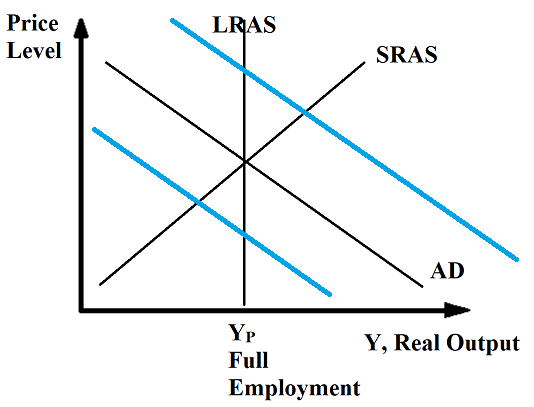 Price
Level
LRAS
SRAS
AD
Y, Real Output
YP
Full
Employment